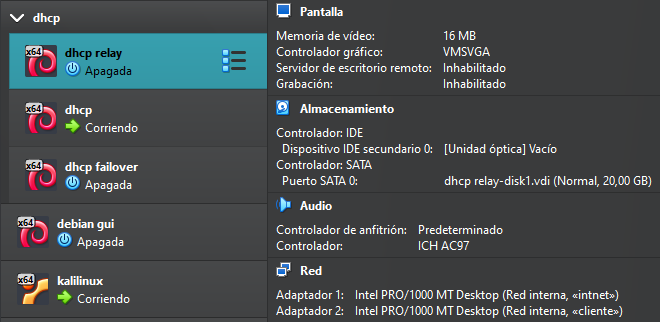 dhcp
x64
dhcp relay
Apagada
x64
dhcp
Corriendo
x64
dhcp failover
Apagada
x64
debian gui
Apagada
x64
kalilinux
Corriendo
Pantalla
Memoria de vídeo: 16 MB
Controlador gráfico: VMSVGA
Servidor de escritorio remoto: Inhabilitado
Grabación: Inhabilitado
Almacenamiento
Controlador: IDE
Dispositivo IDE secundario 0: [Unidad óptica] Vacío
Controlador: SATA
Puerto SATA 0: dhcp relay-disk1.vdi (Normal, 20,00 GB)
Audio
Controlador de anfitrión: Predeterminado
Controlador: ICH AC97
Red
Adaptador 1: Intel PRO/1000 MT Desktop (Red interna, «intnet»)
Adaptador 2: Intel PRO/1000 MT Desktop (Red interna, «cliente»)